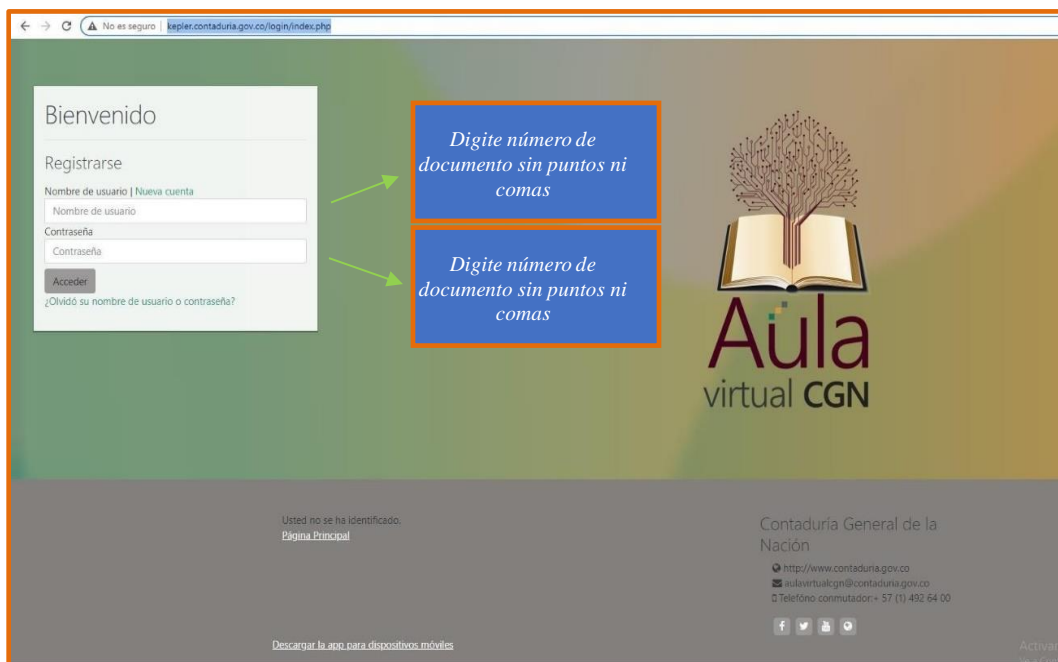 No es seguro | kepler.contaduria.gov.co/login/index.php
Bienvenido
Registrarse
Nombre de usuario | Nueva cuenta
Nombre de usuario
Contraseña
Contraseña
Acceder
¿Olvidó su nombre de usuario o contraseña?
Digite número de
documento sin puntos ni
comas
Digite número de
documento sin puntos ni
comas
Aula
virtual CGN
Usted no se ha identificado.
Página Principal
Descargar la app para dispositivos móviles
Contaduría General de la
Nación
http://www.contaduria.gov.co
aulavirtualcgn@contaduria.gov.co
Teléfóno conmutador:+ 57 (1) 492 64 00
Activar